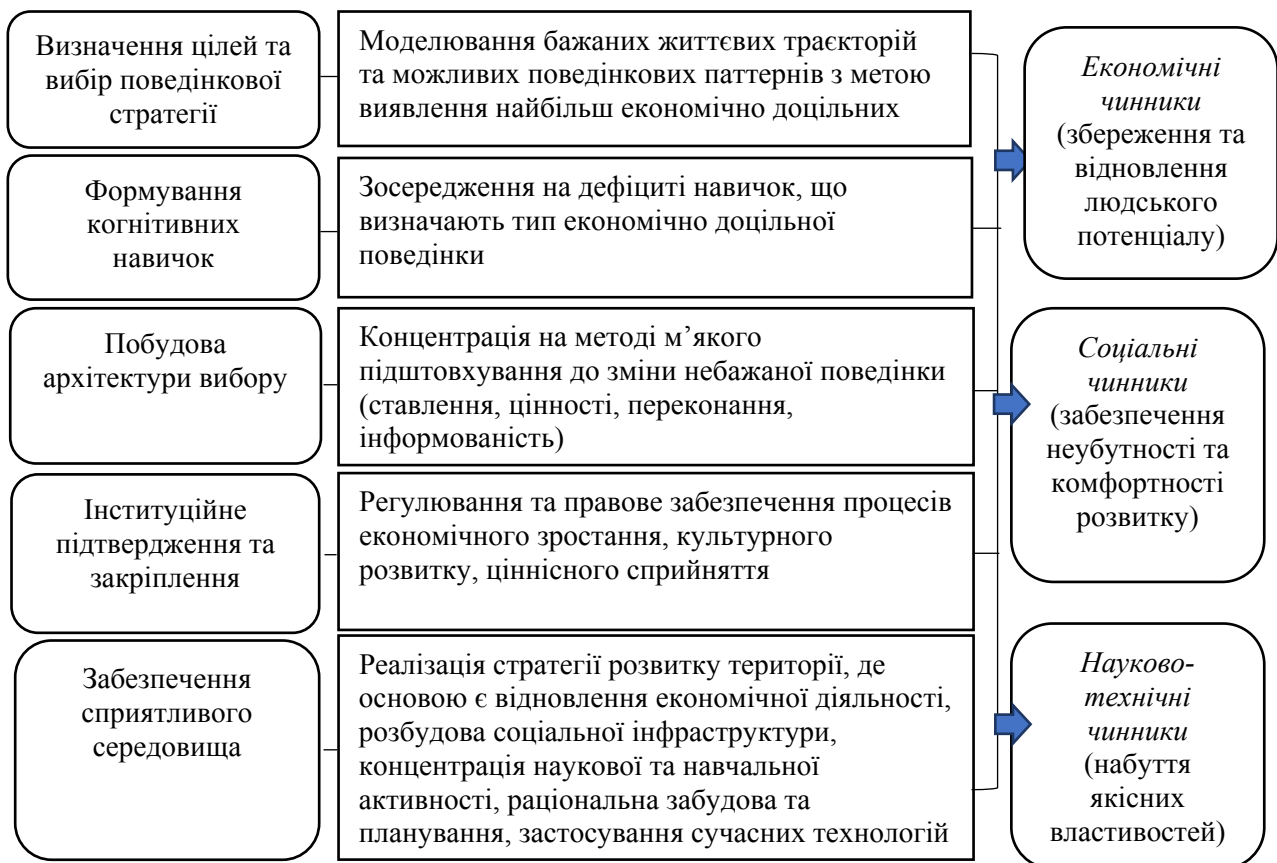 Визначення цілей та
вибір поведінкової
стратегії
Моделювання бажаних життєвих траєкторій
та можливих поведінкових паттернів з метою
виявлення найбільш економічно доцільних
Формування
когнітивних
навичок
Зосередження на дефіциті навичок, що
визначають тип економічно доцільної
поведінки
Побудова
архітектури вибору
Концентрація на методі м’якого
підштовхування до зміни небажаної поведінки
(ставлення, цінності, переконання,
інформованість)
Інституційне
підтвердження та
закріплення
Регулювання та правове забезпечення процесів
економічного зростання, культурного
розвитку, ціннісного сприйняття
Забезпечення
сприятливого
середовища
Реалізація стратегії розвитку території, де
основою є відновлення економічної діяльності,
розбудова соціальної інфраструктури,
концентрація наукової та навчальної
активності, раціональна забудова та
планування, застосування сучасних технологій
Економічні
чинники
(збереження та
відновлення
людського
потенціалу)
Соціальні
чинники
(забезпечення
неубутності та
комфортності
розвитку)
Науково-
технічні
чинники
(набуття
якісних
властивостей)